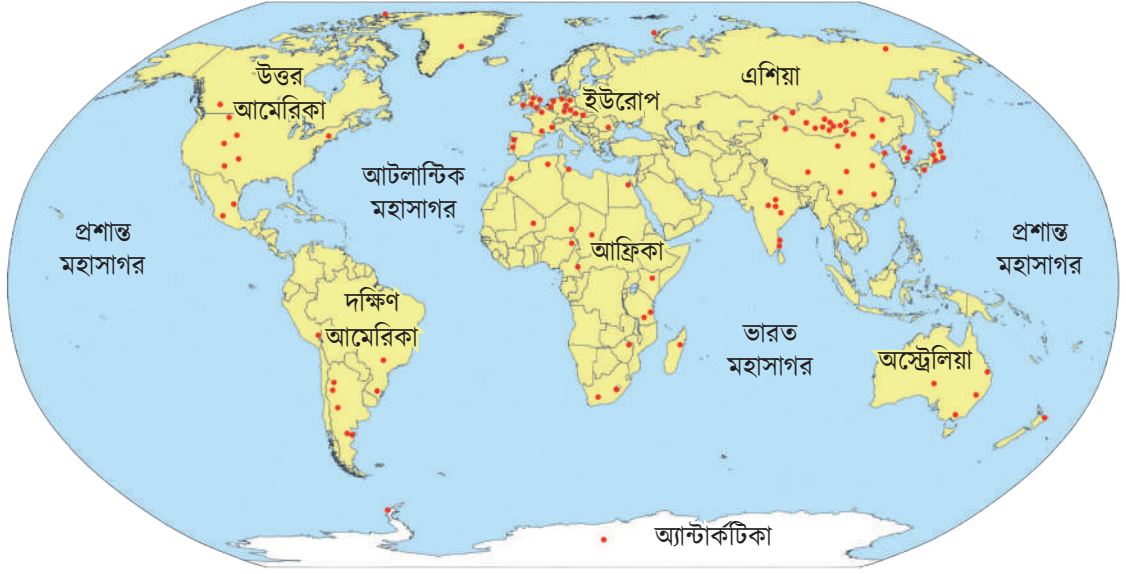 উত্তর
আমেরিকা
এশিয়া
ইউরোপ
আটলান্টিক
মহাসাগর
প্রশান্ত
মহাসাগর
আফ্রিকা
প্রশান্ত
মহাসাগর
দক্ষিণ
আমেরিকা
ভারত
মহাসাগর
অস্ট্রেলিয়া
অ্যান্টার্কটিকা